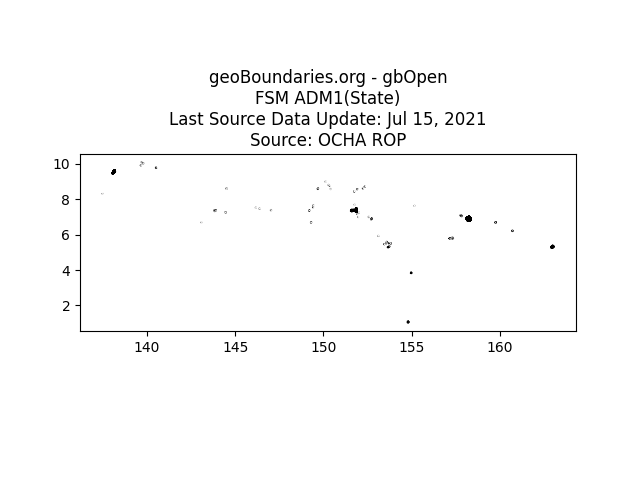 geoBoundaries.org - gbOpen
FSM ADM1(State)
Last Source Data Update: Jul 15, 2021
Source: OCHA ROP
10
8
6
4
2
140 145 150 155 160